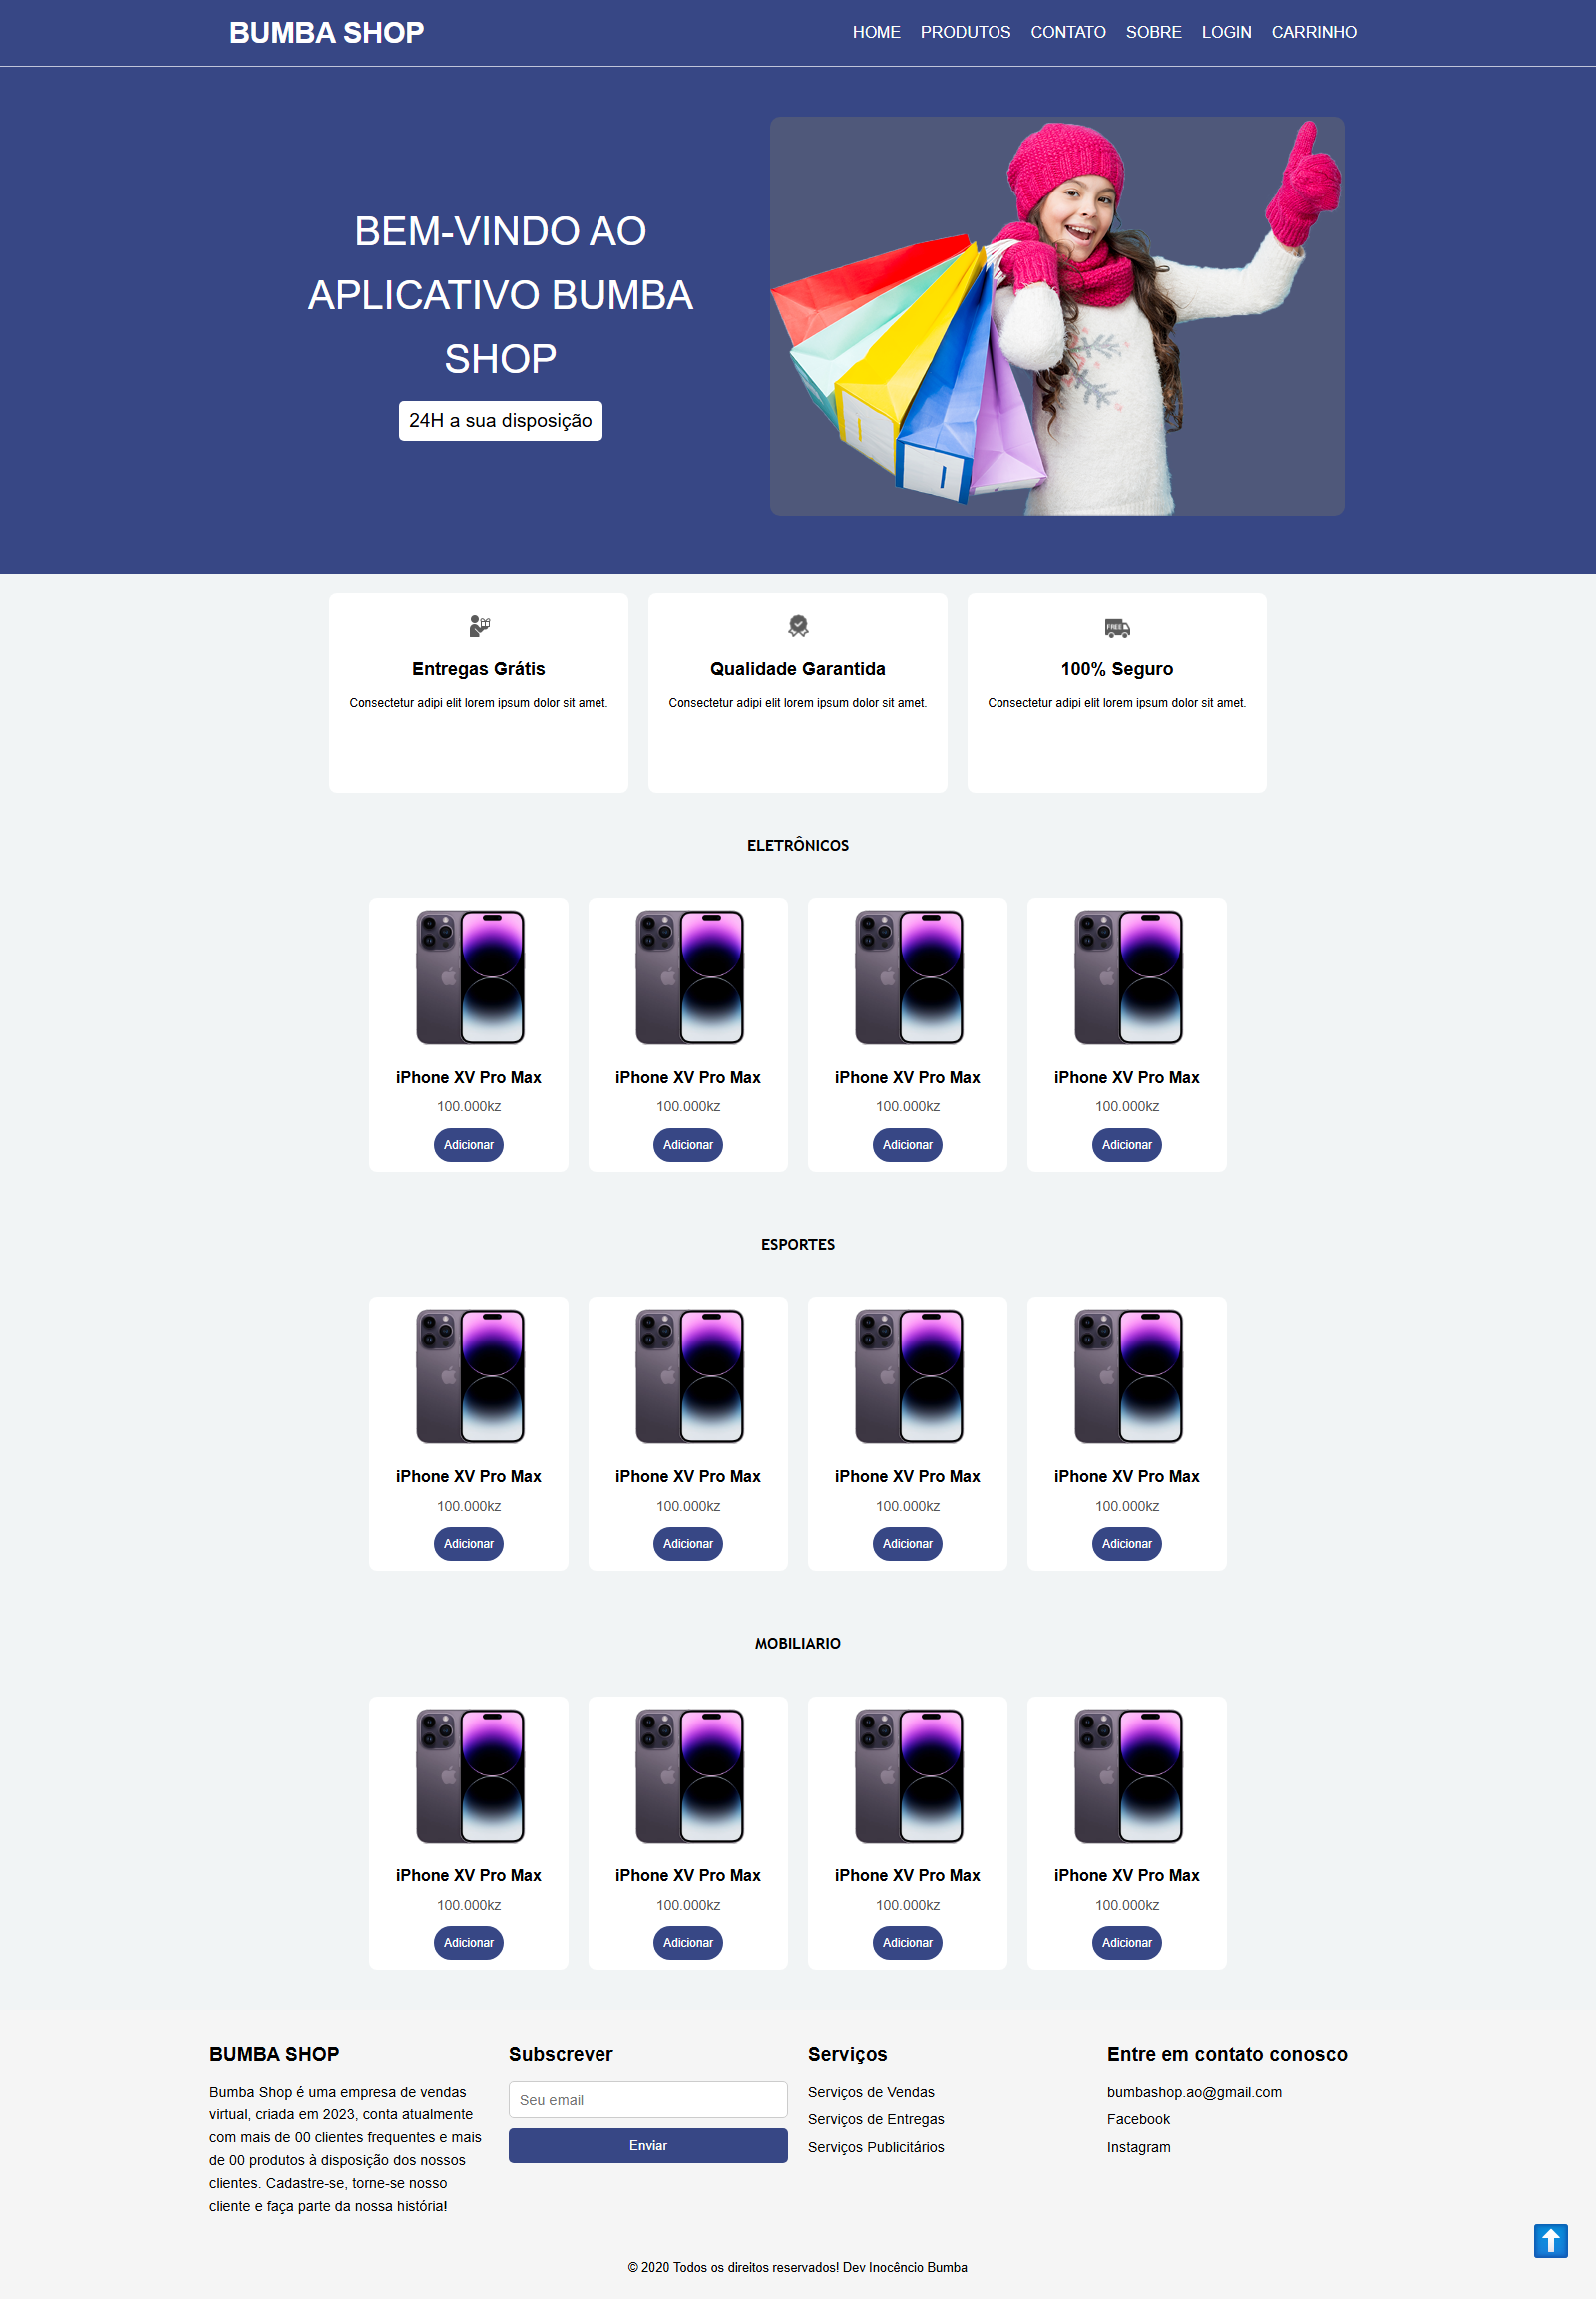 BUMBA SHOP
HOME PRODUTOS CONTATO SOBRE LOGIN CARRINHO
BEM-VINDO AO
APLICATIVO BUMBA
SHOP
24H a sua disposição
FREE
Entregas Grátis
Consectetur adipi elit lorem ipsum dolor sit amet.
Qualidade Garantida
Consectetur adipi elit lorem ipsum dolor sit amet.
100% Seguro
Consectetur adipi elit lorem ipsum dolor sit amet.
ELETRÔNICOS
iPhone XV Pro Max
100.000kz
Adicionar
iPhone XV Pro Max
100.000kz
Adicionar
iPhone XV Pro Max
100.000kz
Adicionar
iPhone XV Pro Max
100.000kz
Adicionar
ESPORTES
iPhone XV Pro Max
100.000kz
Adicionar
iPhone XV Pro Max
100.000kz
Adicionar
iPhone XV Pro Max
100.000kz
Adicionar
iPhone XV Pro Max
100.000kz
Adicionar
MOBILIARIO
iPhone XV Pro Max
100.000kz
Adicionar
iPhone XV Pro Max
100.000kz
Adicionar
iPhone XV Pro Max
100.000kz
Adicionar
iPhone XV Pro Max
100.000kz
Adicionar
BUMBA SHOP
Bumba Shop é uma empresa de vendas
virtual, criada em 2023, conta atualmente
com mais de 00 clientes frequentes e mais
de 00 produtos à disposição dos nossos
clientes. Cadastre-se, torne-se nosso
cliente e faça parte da nossa história!
Subscrever
Seu email
Enviar
Serviços
Serviços de Vendas
Serviços de Entregas
Serviços Publicitários
Entre em contato conosco
bumbashop.ao@gmail.com
Facebook
Instagram
© 2020 Todos os direitos reservados! Dev Inocêncio Bumba